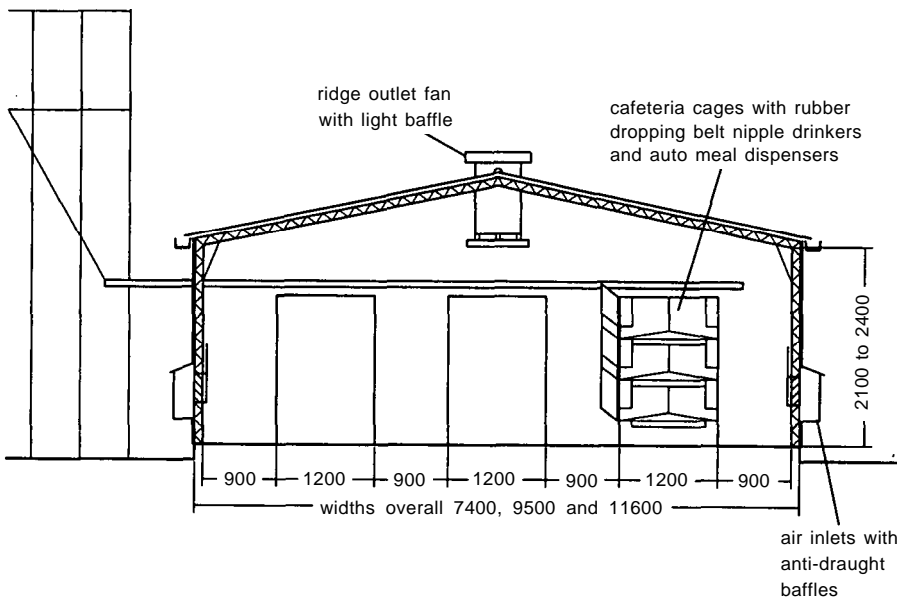 ridge outlet fan
with light baffle
cafeteria cages with rubber
dropping belt nipple drinkers
and auto meal dispensers
2100 to 2400
900 1200 900 1200 900 1200 900
widths overall 7400, 9500 and 11600
air inlets with
anti-draught
baffles